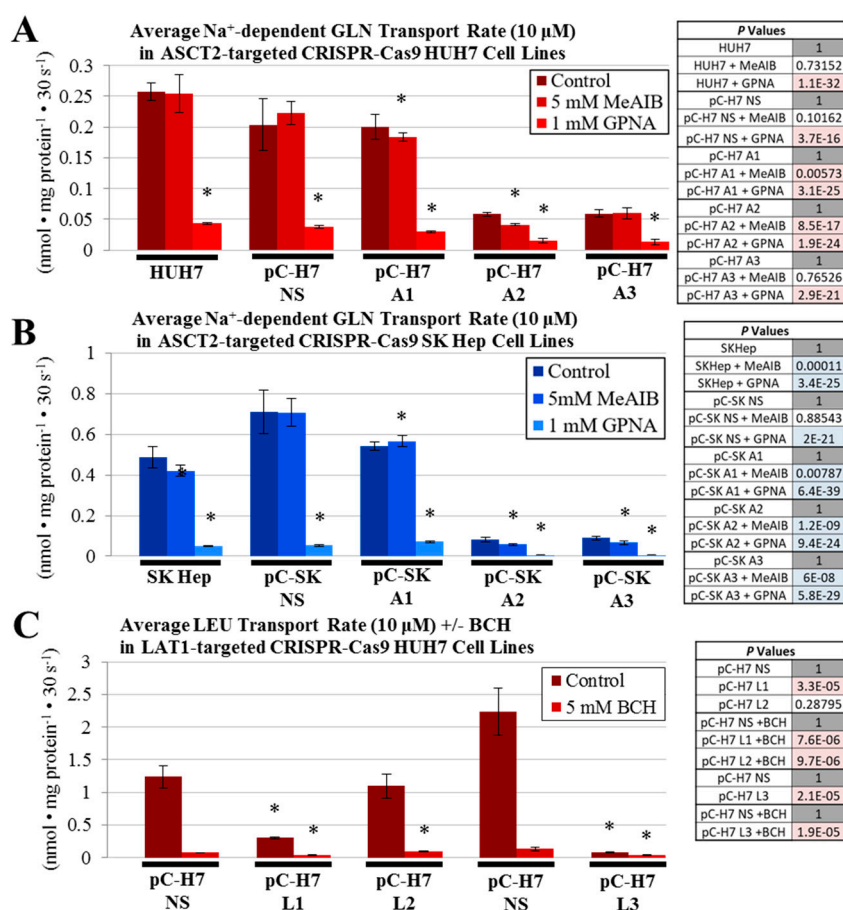 A
Average Na⁺-dependent GLN Transport Rate (10 μM)
in ASCT2-targeted CRISPR-Cas9 HUH7 Cell Lines
(nmol • mg protein⁻¹ • 30 s⁻¹)
0.3
0.25
0.2
0.15
0.1
0.05
0
Control
5 mM MeAIB
1 mM GPNA
*
*
*
*
*
*
*
HUH7
pC-H7
NS
pC-H7
A1
pC-H7
A2
pC-H7
A3
P Values
HUH7 1
HUH7 + MeAIB 0.73152
HUH7 + GPNA 1.1E-32
pC-H7 NS 1
pC-H7 NS + MeAIB 0.10162
pC-H7 NS + GPNA 3.7E-16
pC-H7 A1 1
pC-H7 A1 + MeAIB 0.00573
pC-H7 A1 + GPNA 3.1E-25
pC-H7 A2 1
pC-H7 A2 + MeAIB 8.5E-17
pC-H7 A2 + GPNA 1.9E-24
pC-H7 A3 1
pC-H7 A3 + MeAIB 0.76526
pC-H7 A3 + GPNA 2.9E-21
B
Average Na⁺-dependent GLN Transport Rate (10 μM)
in ASCT2-targeted CRISPR-Cas9 SK Hep Cell Lines
(nmol • mg protein⁻¹ • 30 s⁻¹)
1
0.8
0.6
0.4
0.2
0
Control
5mM MeAIB
1 mM GPNA
*
*
*
*
*
*
*
*
*
SK Hep
pC-SK
NS
pC-SK
A1
pC-SK
A2
pC-SK
A3
P Values
SKHep 1
SKHep + MeAIB 0.00011
SKHep + GPNA 3.4E-25
pC-SK NS 1
pC-SK NS + MeAIB 0.88543
pC-SK NS + GPNA 2E-21
pC-SK A1 1
pC-SK A1 + MeAIB 0.00787
pC-SK A1 + GPNA 6.4E-39
pC-SK A2 1
pC-SK A2 + MeAIB 1.2E-09
pC-SK A2 + GPNA 9.4E-24
pC-SK A3 1
pC-SK A3 + MeAIB 6E-08
pC-SK A3 + GPNA 5.8E-29
C
Average LEU Transport Rate (10 μM) +/- BCH
in LAT1-targeted CRISPR-Cas9 HUH7 Cell Lines
(nmol • mg protein⁻¹ • 30 s⁻¹)
3
2.5
2
1.5
1
0.5
0
Control
5 mM BCH
*
*
*
*
*
pC-H7
NS
pC-H7
L1
pC-H7
L2
pC-H7
NS
pC-H7
L3
P Values
pC-H7 NS 1
pC-H7 L1 3.3E-05
pC-H7 L2 0.28795
pC-H7 NS +BCH 1
pC-H7 L1 +BCH 7.6E-06
pC-H7 L2 +BCH 9.7E-06
pC-H7 NS 1
pC-H7 L3 2.1E-05
pC-H7 NS +BCH 1
pC-H7 L3 +BCH 1.9E-05